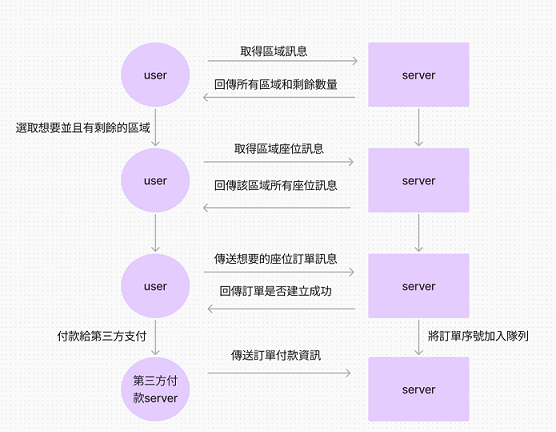 取得區域訊息
user
server
回傳所有區域和剩餘數量
選取想要並且有剩餘的區域
取得區域座位訊息
user
server
回傳該區域所有座位訊息
傳送想要的座位訂單訊息
user
server
回傳訂單是否建立成功
付款給第三方支付
將訂單序號加入隊列
傳送訂單付款資訊
第三方付
款server
server